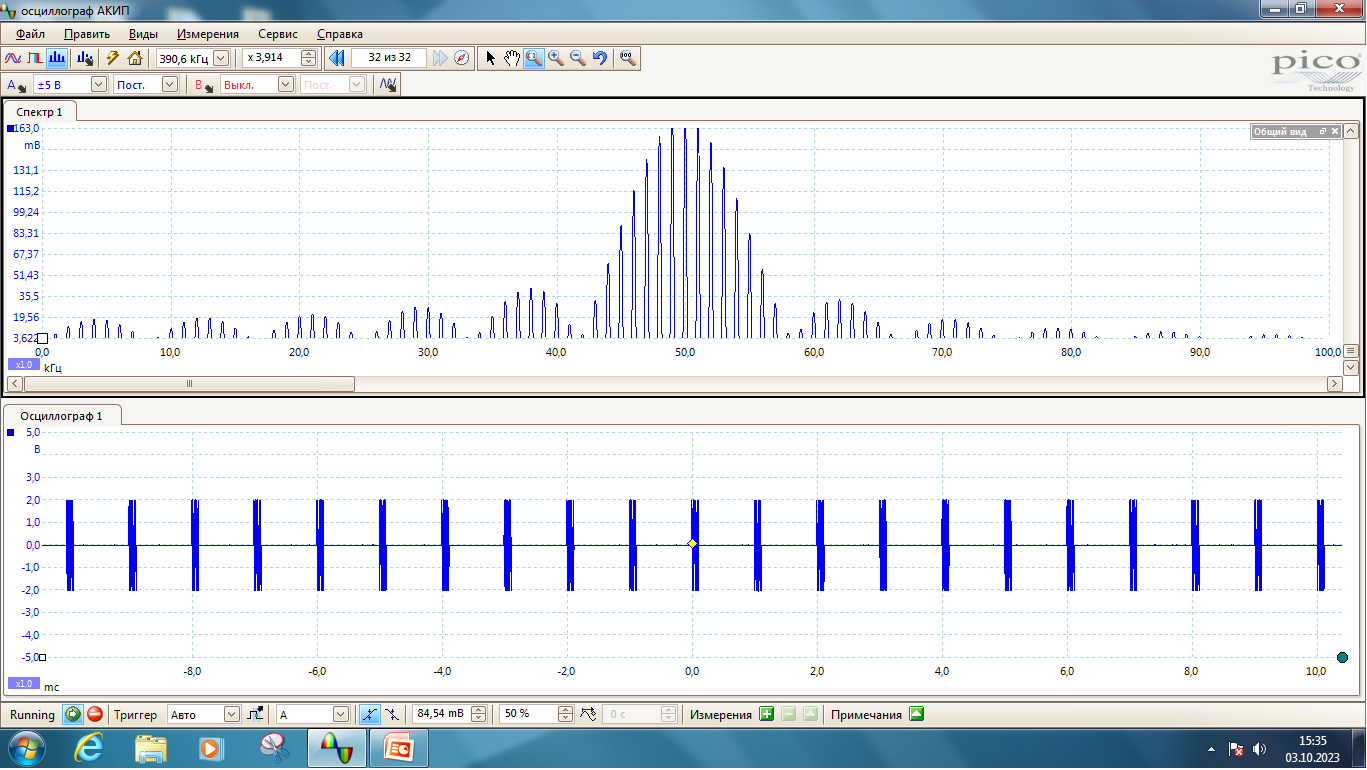 осциллограф АКИП
Файл Править Виды Измерения Сервис Справка
390,6 кГц x 3,914 32 из 32
A ±5 В Пост. B Выкл. Пост.
pico
Technology
Спектр 1
163,0
мВ
Общий вид
131,1
115,2
99,24
83,31
67,37
51,43
35,5
19,56
3,622
0,0 10,0 20,0 30,0 40,0 50,0 60,0 70,0 80,0 90,0 100,0
x1,0
кГц
Осциллограф 1
5,0
В
3,0
2,0
1,0
0,0
-1,0
-2,0
-3,0
-4,0
-5,0
-8,0 -6,0 -4,0 -2,0 0,0 2,0 4,0 6,0 8,0 10,0
x1,0
мс
Running Триггер Авто A 84,54 мВ 50 % 0 с Измерения Примечания
15:35
03.10.2023